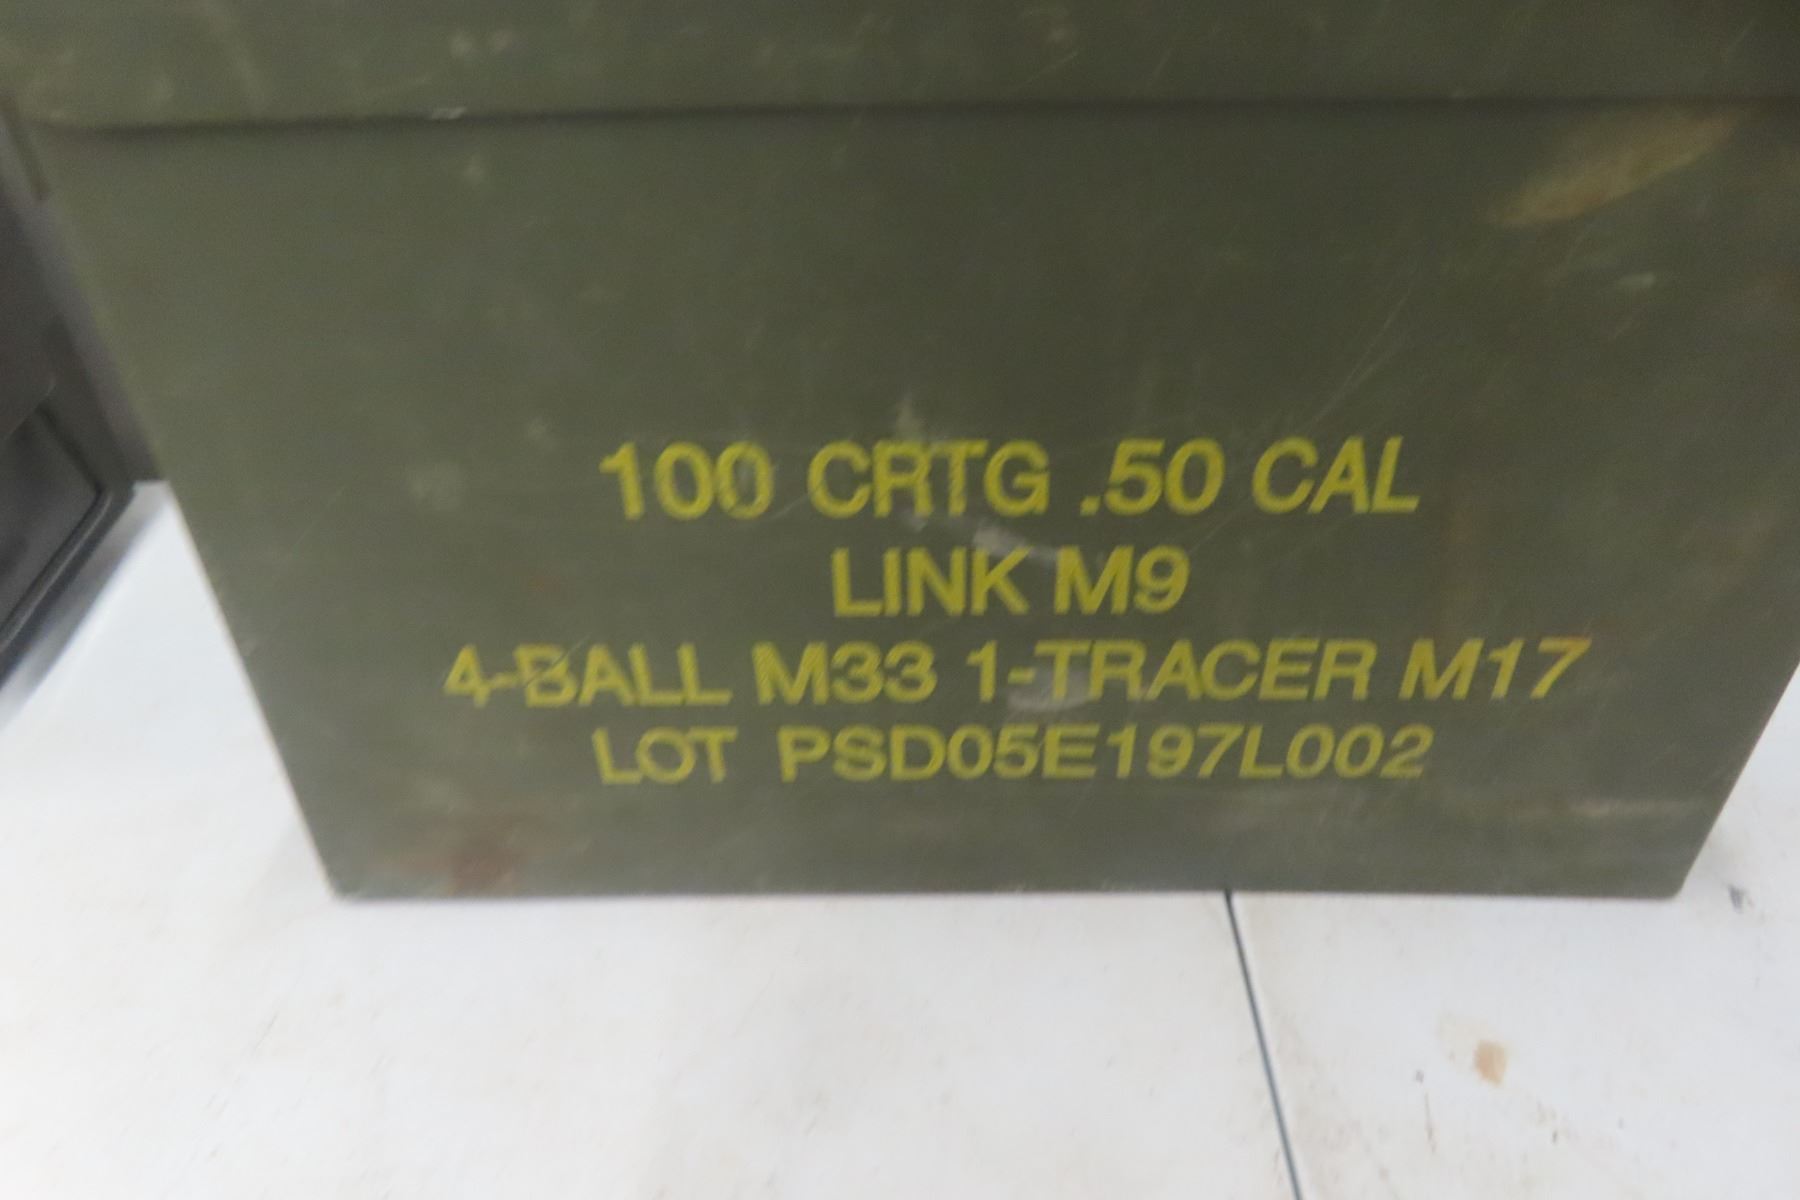 100 CRTG .50 CAL
LINK M9
4-BALL M33 1-TRACER M17
LOT PSD05E197L002